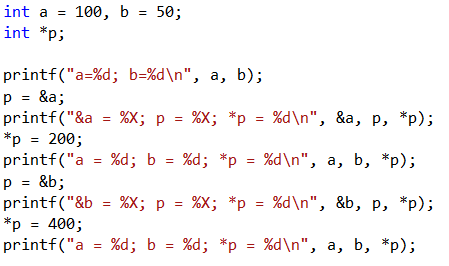 int a = 100, b = 50;
int *p;
printf("a=%d; b=%d\n", a, b);
p = &a;
printf("&a = %X; p = %X; *p = %d\n", &a, p, *p);
*p = 200;
printf("a = %d; b = %d; *p = %d\n", a, b, *p);
p = &b;
printf("&b = %X; p = %X; *p = %d\n", &b, p, *p);
*p = 400;
printf("a = %d; b = %d; *p = %d\n", a, b, *p);